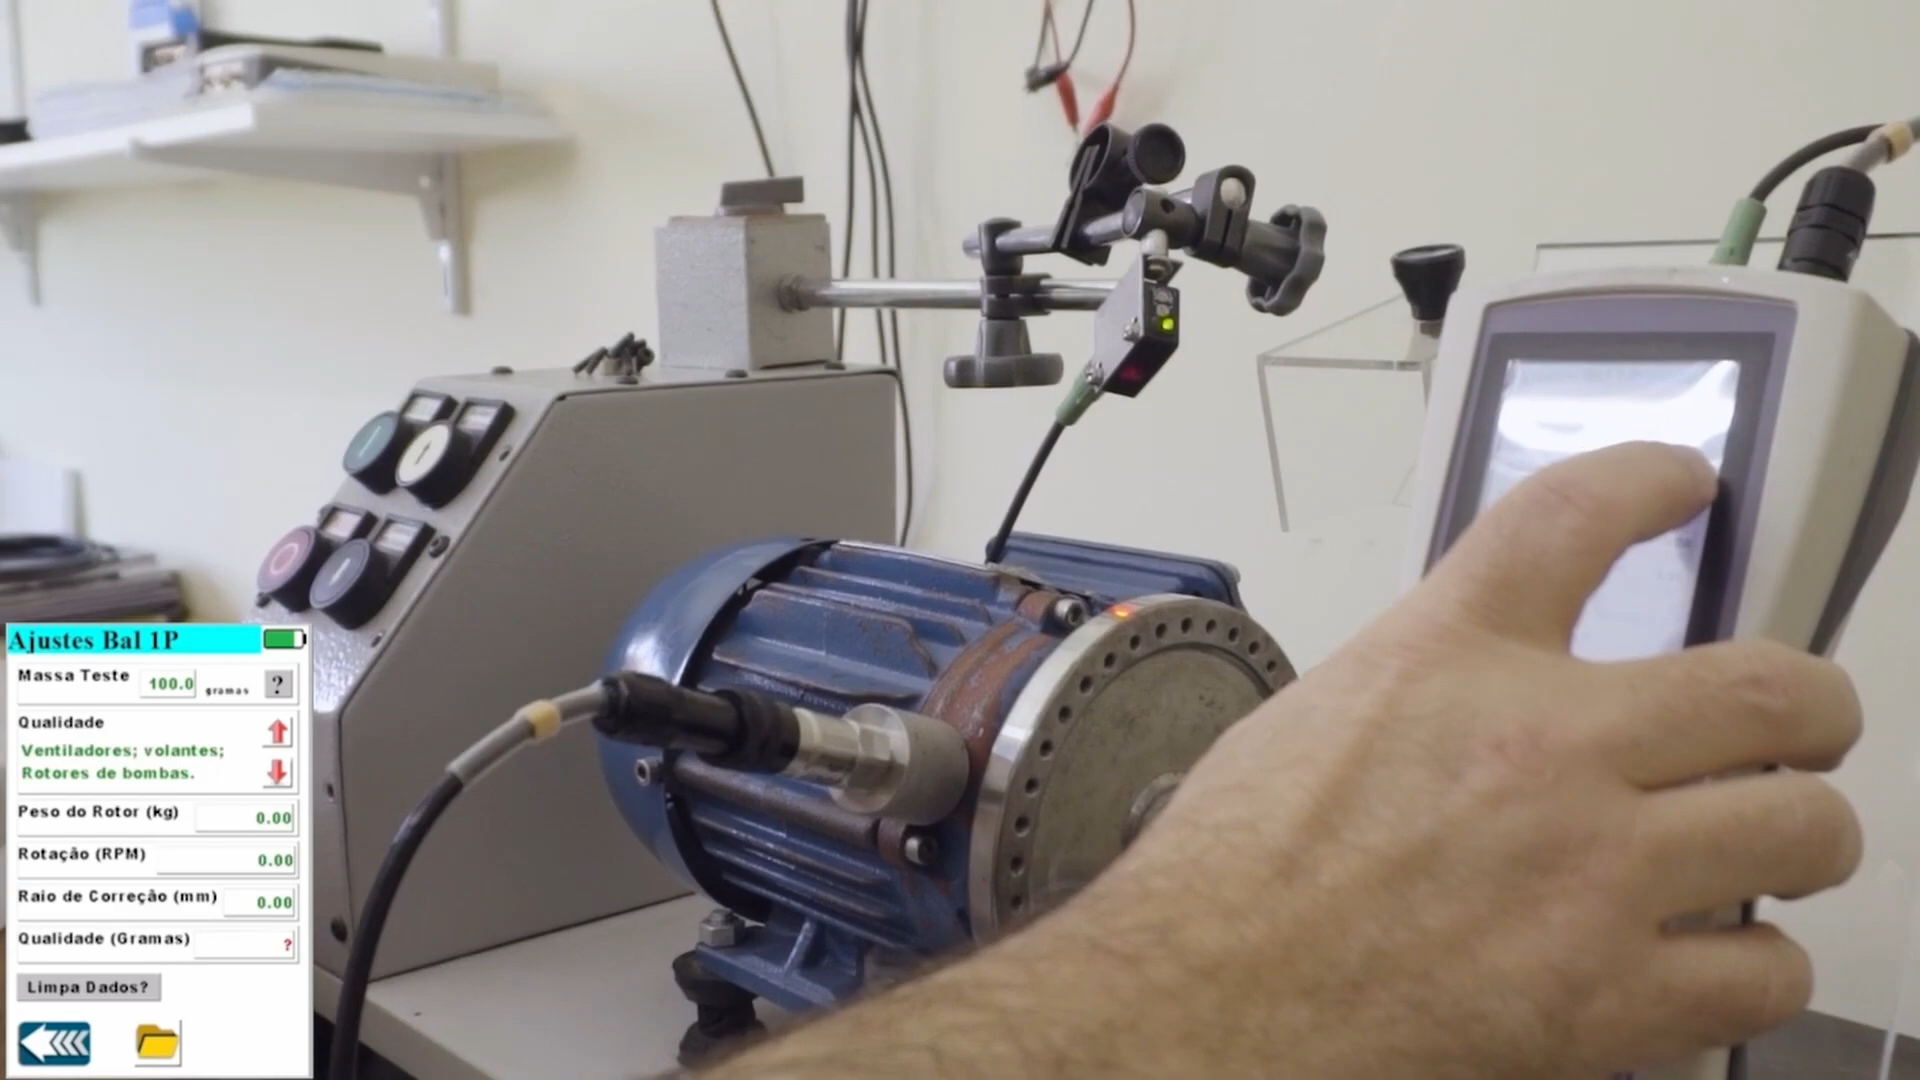 Ajustes Bal 1P
Massa Teste 100.0 gramas ?
Qualidade
Ventiladores; volantes;
Rotores de bombas.
Peso do Rotor (kg) 0.00
Rotação (RPM) 0.00
Raio de Correção (mm) 0.00
Qualidade (Gramas) ?
Limpa Dados?